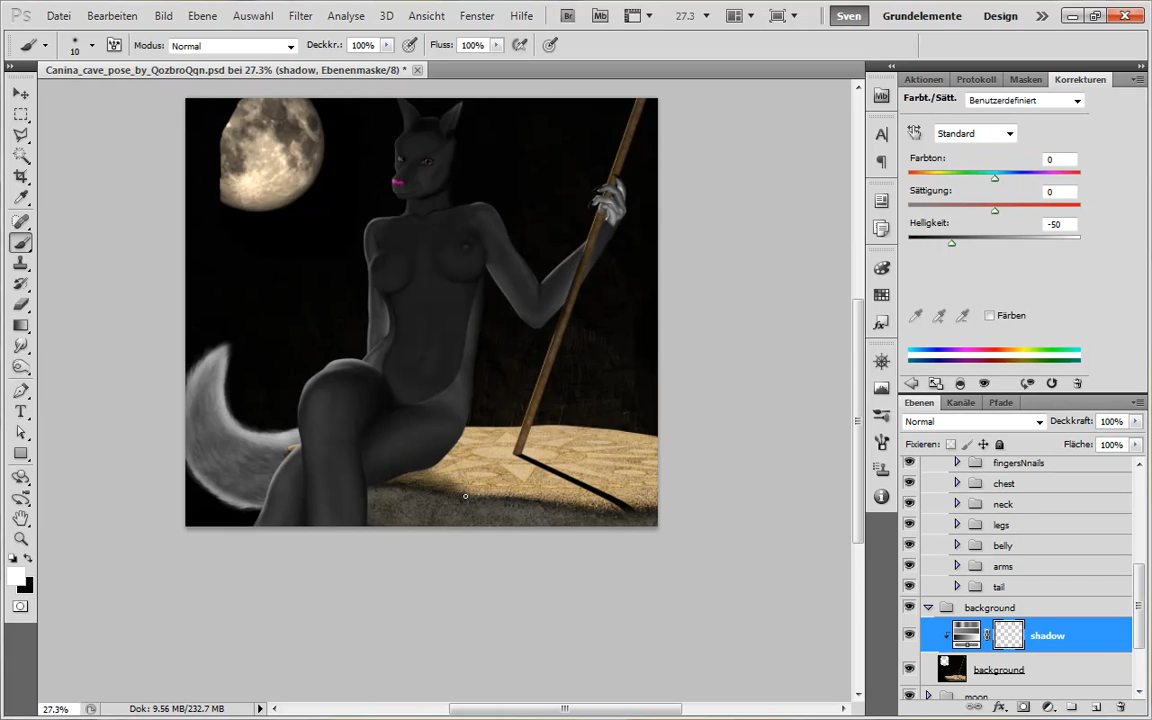 Ps Datei Bearbeiten Bild Ebene Auswahl Filter Analyse 3D Ansicht Fenster Hilfe Br Mb 27.3 Sven Grundelemente Design
10 Modus: Normal Deckkr.: 100% Fluss: 100%
Canina_cave_pose_by_QozbroQqn.psd bei 27.3% (shadow, Ebenenmaske/8) *
Aktionen Protokoll Masken Korrekturen
Farbt./Sätt. Benutzerdefiniert
Mb
Standard
Farbton: 0
Sättigung: 0
Helligkeit: -50
Färben
Ebenen Kanäle Pfade
Normal Deckkraft: 100%
Fixieren: Fläche: 100%
fingersNnails
chest
neck
legs
belly
arms
tail
background
shadow
background
moon
27.3% Dok: 9.56 MB/232.7 MB